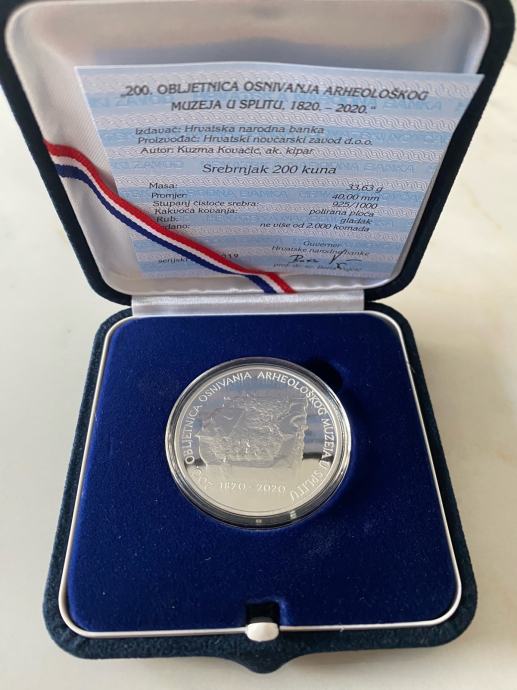 „200. OBLJETNICA OSNIVANJA ARHEOLOŠKOG
MUZEJA U SPLITU, 1820. – 2020."
Izdavač: Hrvatska narodna banka
Proizvođač: Hrvatski novčarski zavod d.o.o.
Autor: Kuzma Kovačić, ak. kipar
Srebrnjak 200 kuna
Masa: 33,63 g
Promjer: 40,00 mm
Stupanj čistoće srebra: 925/1000
Kakvoća kovanja: polirana ploča
Rub: gladak
dano: ne više od 2.000 komada
Guverner
Hrvatske narodne banke
serijski
200. OBLJETNICA OSNIVANJA ARHEOLOŠKOG MUZEJA U SPLITU
1820 - 2020